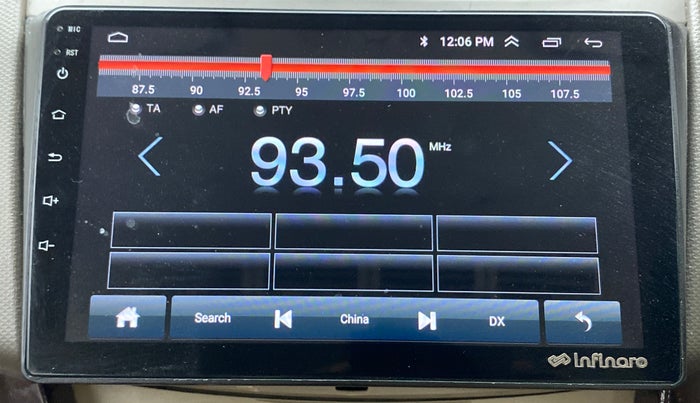 MIC
RST
12:06 PM
87.5 90 92.5 95 97.5 100 102.5 105 107.5
TA AF PTY
93.50 MHz
Search China DX
Infinaro